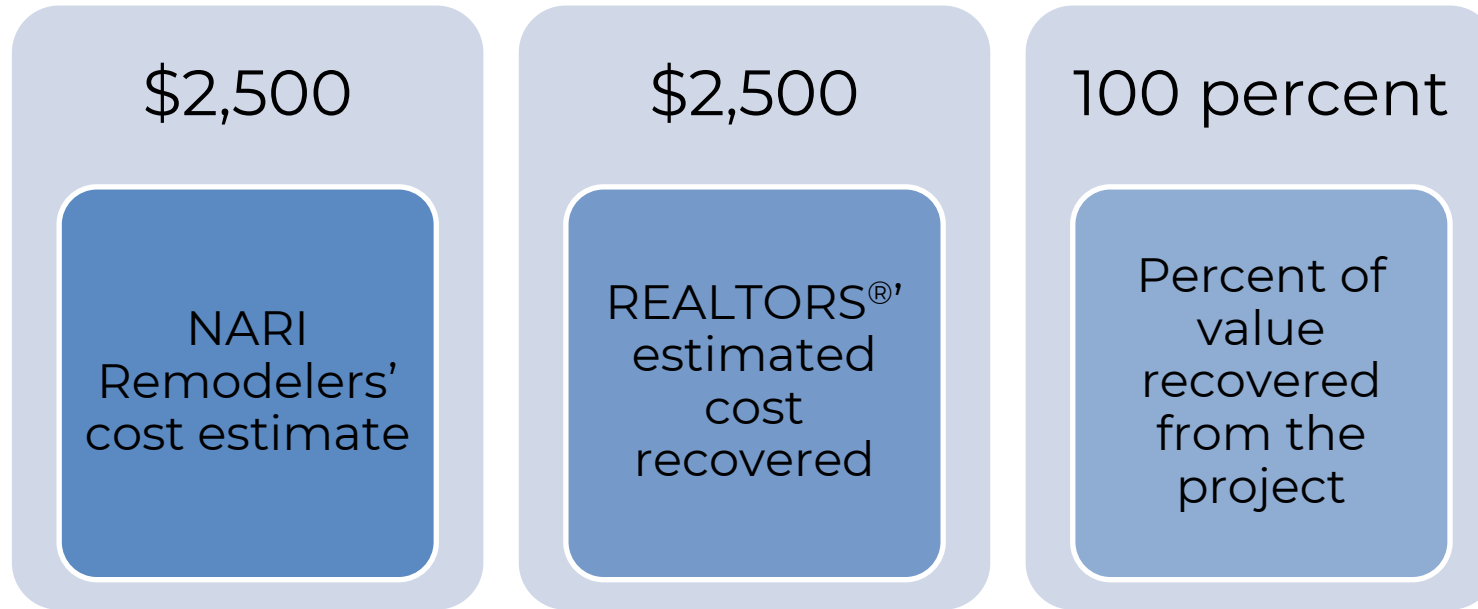 $2,500
NARI
Remodelers’
cost estimate
$2,500
REALTORS®’
estimated
cost
recovered
100 percent
Percent of
value
recovered
from the
project